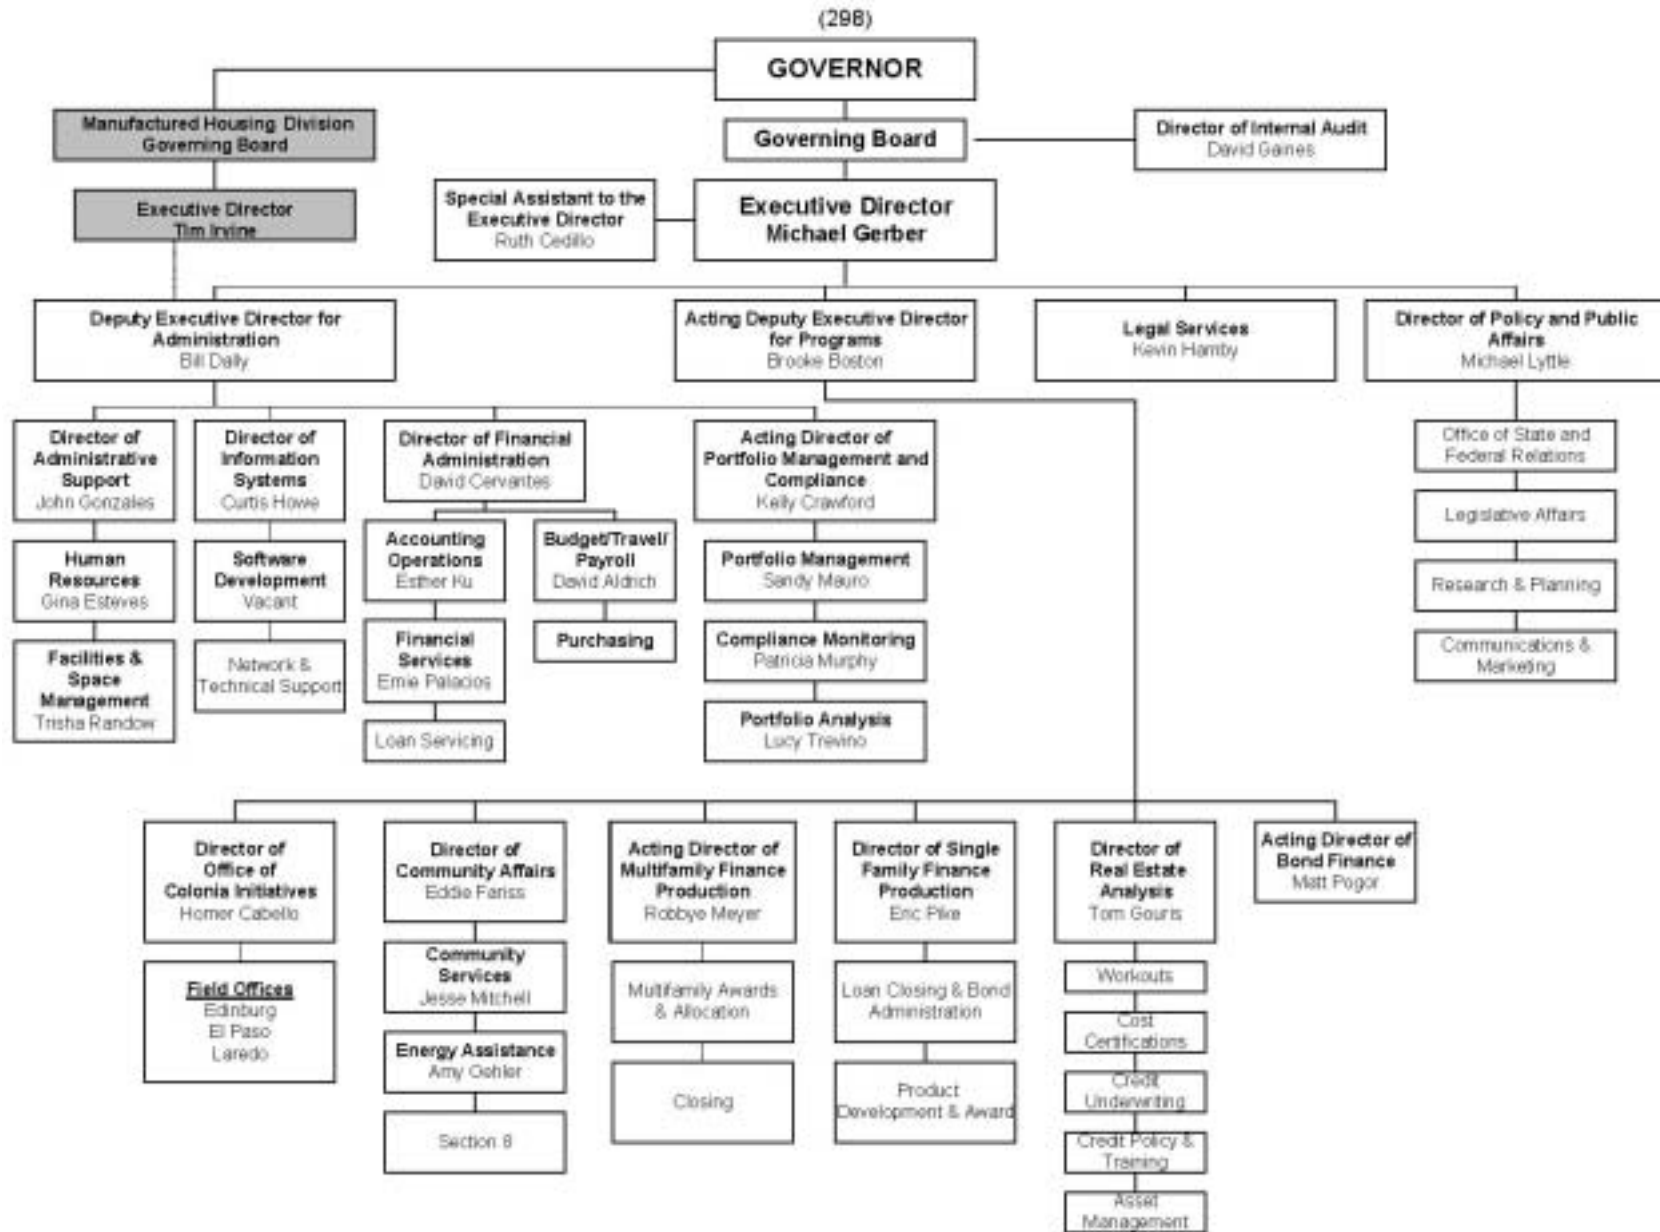 (298)
GOVERNOR
Manufactured Housing Division
Governing Board
Governing Board
Director of Internal Audit
David Gaines
Executive Director
Tim Irvine
Special Assistant to the
Executive Director
Ruth Cedillo
Executive Director
Michael Gerber
Deputy Executive Director for
Administration
Bill Dally
Acting Deputy Executive Director
for Programs
Brooke Boston
Legal Services
Kevin Hamby
Director of Policy and Public
Affairs
Michael Lyttle
Director of
Administrative
Support
John Gonzales
Human
Resources
Gina Esteves
Facilities &
Space
Management
Trisha Randow
Director of
Information
Systems
Curtis Howe
Software
Development
Vacant
Network &
Technical Support
Director of Financial
Administration
David Cervantes
Accounting
Operations
Esther Ku
Financial
Services
Ernie Palacios
Loan Servicing
Budget/Travel/
Payroll
David Aldrich
Purchasing
Acting Director of
Portfolio Management and
Compliance
Kelly Crawford
Portfolio Management
Sandy Mauro
Compliance Monitoring
Patricia Murphy
Portfolio Analysis
Lucy Trevino
Office of State and
Federal Relations
Legislative Affairs
Research & Planning
Communications &
Marketing
Director of
Office of
Colonia Initiatives
Homer Cabello
Field Offices
Edinburg
El Paso
Laredo
Director of
Community Affairs
Eddie Fariss
Community
Services
Jesse Mitchell
Energy Assistance
Amy Oehler
Section 8
Acting Director of
Multifamily Finance
Production
Robbye Meyer
Multifamily Awards
& Allocation
Closing
Director of Single
Family Finance
Production
Eric Pike
Loan Closing & Bond
Administration
Product
Development & Award
Director of
Real Estate
Analysis
Tom Gouris
Workouts
Cost
Certifications
Credit
Underwriting
Credit Policy &
Training
Asset
Management
Acting Director of
Bond Finance
Matt Pogor